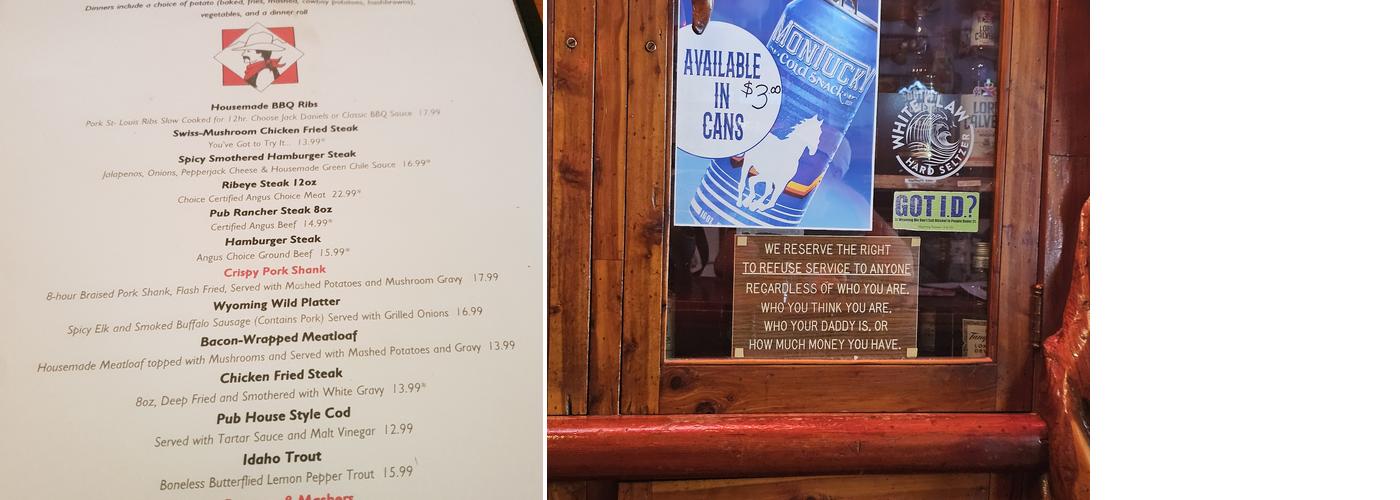 Dinners include a choice of potato (baked, fries, mashed, cowboy potatoes, hashbrowns),
vegetables, and a dinner roll
Housemade BBQ Ribs
Pork St- Louis Ribs Slow Cooked for 12hr. Choose Jack Daniels or Classic BBQ Sauce 17.99
Swiss-Mushroom Chicken Fried Steak
You've Got to Try It... 13.99*
Spicy Smothered Hamburger Steak
Jalapenos, Onions, Pepperjack Cheese & Housemade Green Chile Sauce 16.99*
Ribeye Steak 12oz
Choice Certified Angus Choice Meat 22.99*
Pub Rancher Steak 8oz
Certified Angus Beef 14.99*
Hamburger Steak
Angus Choice Ground Beef 15.99*
Crispy Pork Shank
8-hour Braised Pork Shank, Flash Fried, Served with Mashed Potatoes and Mushroom Gravy 17.99
Wyoming Wild Platter
Spicy Elk and Smoked Buffalo Sausage (Contains Pork) Served with Grilled Onions 16.99
Bacon-Wrapped Meatloaf
Housemade Meatloaf topped with Mushrooms and Served with Mashed Potatoes and Gravy 13.99
Chicken Fried Steak
8oz, Deep Fried and Smothered with White Gravy 13.99*
Pub House Style Cod
Served with Tartar Sauce and Malt Vinegar 12.99
Idaho Trout
Boneless Butterflied Lemon Pepper Trout 15.99
& Mashers
MONTUCKY
Cold Snack
AVAILABLE
IN
CANS
$3.00
WHITE CLAW
HARD SELTZER
GOT I.D.?
WE RESERVE THE RIGHT
TO REFUSE SERVICE TO ANYONE
REGARDLESS OF WHO YOU ARE,
WHO YOU THINK YOU ARE,
WHO YOUR DADDY IS, OR
HOW MUCH MONEY YOU HAVE.